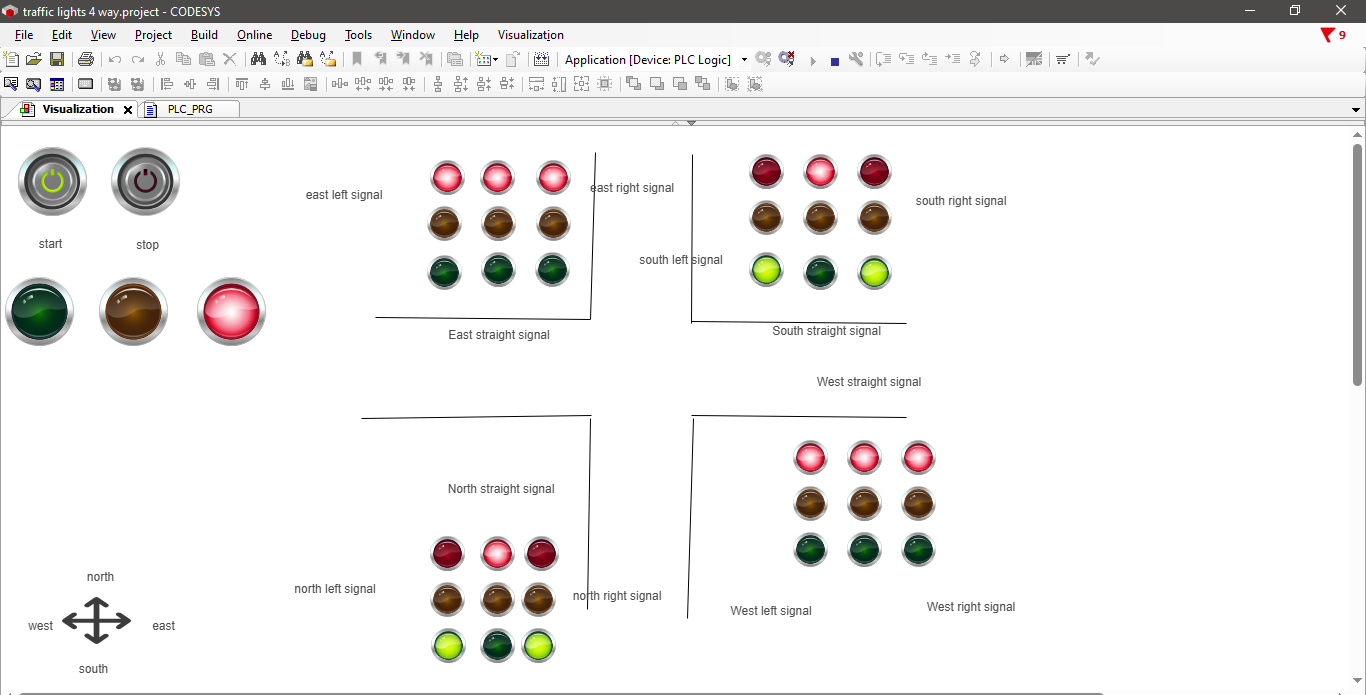 traffic lights 4 way.project - CODESYS
File Edit View Project Build Online Debug Tools Window Help Visualization
9
Application [Device: PLC Logic]
Visualization PLC_PRG
east left signal
east right signal
south right signal
start
stop
south left signal
East straight signal
South straight signal
West straight signal
North straight signal
north left signal
north right signal
West left signal
West right signal
north
west
east
south